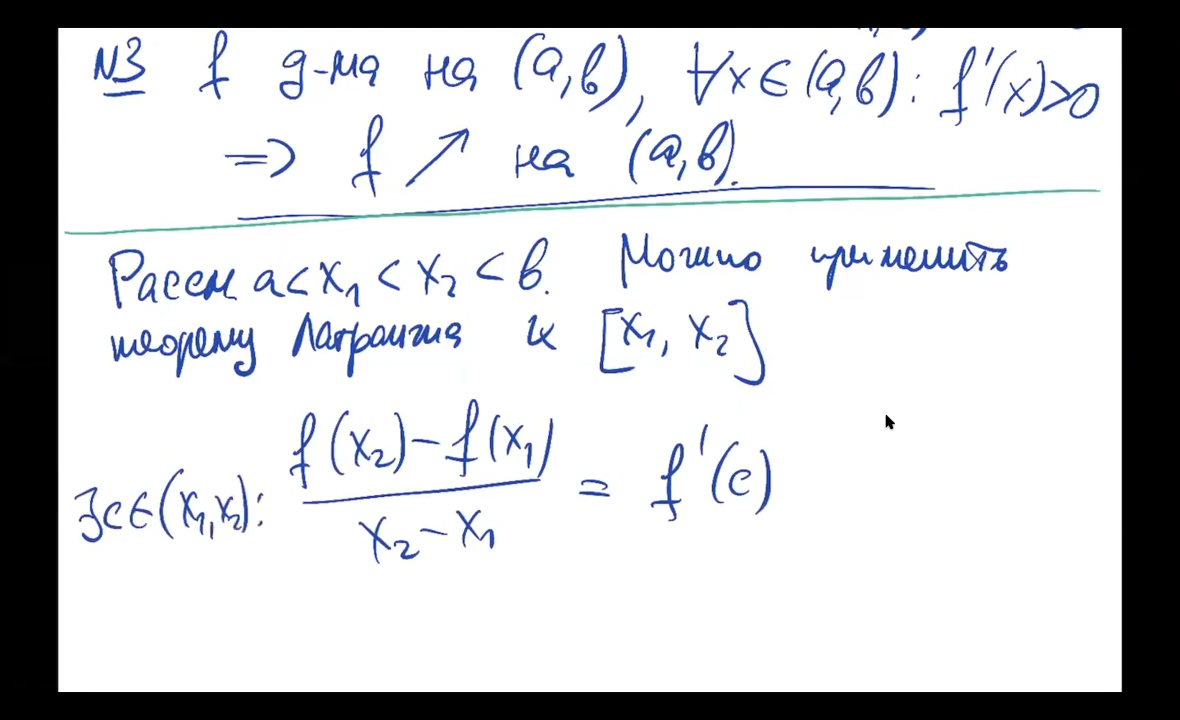 N3 f д-ма на (a,b), ∀x∈(a,b): f'(x)>0
=> f ↗ на (a,b).
Рассм a<x₁<x₂<b. Можно применить
теорему Лагранжа к [x₁, x₂]
∃c∈(x₁,x₂): (f(x₂)-f(x₁))/(x₂-x₁) = f'(c)